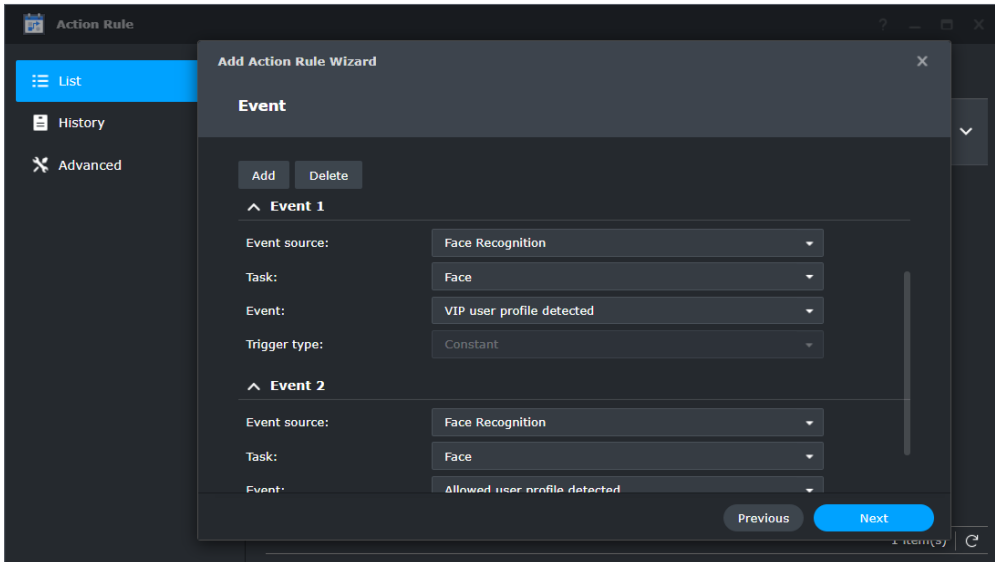 Action Rule
?
Add Action Rule Wizard
List
Event
History
Advanced
Add Delete
Event 1
Event source: Face Recognition
Task: Face
Event: VIP user profile detected
Trigger type: Constant
Event 2
Event source: Face Recognition
Task: Face
Event: Allowed user profile detected
Previous Next
1 item(s)